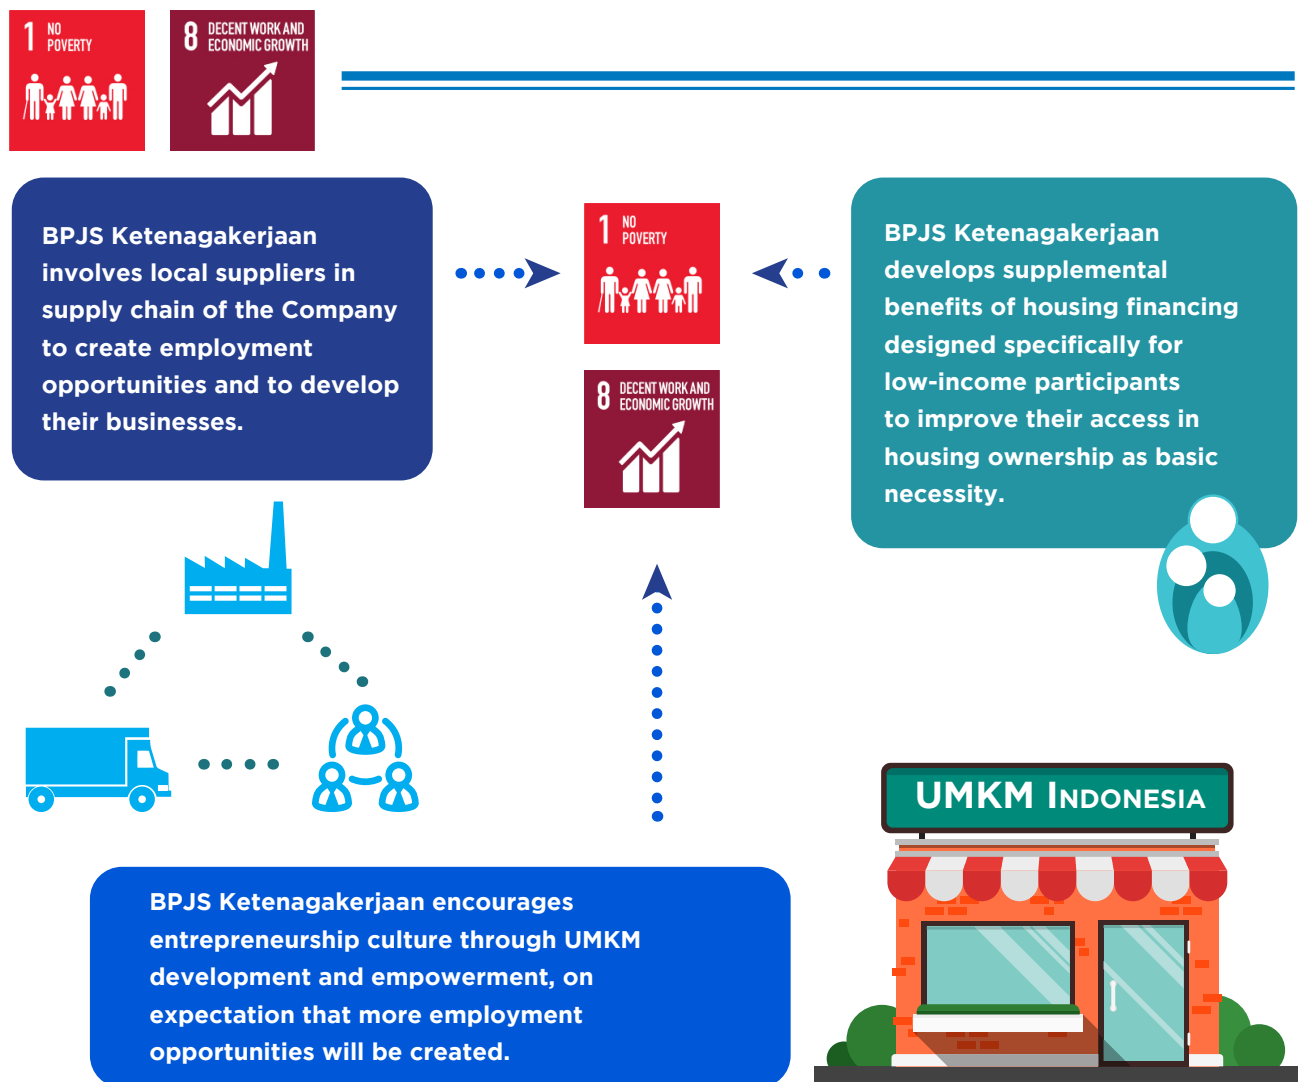 1 NO
POVERTY
8 DECENT WORK AND
ECONOMIC GROWTH
BPJS Ketenagakerjaan
involves local suppliers in
supply chain of the Company
to create employment
opportunities and to develop
their businesses.
1 NO
POVERTY
8 DECENT WORK AND
ECONOMIC GROWTH
BPJS Ketenagakerjaan
develops supplemental
benefits of housing financing
designed specifically for
low-income participants
to improve their access in
housing ownership as basic
necessity.
UMKM INDONESIA
BPJS Ketenagakerjaan encourages
entrepreneurship culture through UMKM
development and empowerment, on
expectation that more employment
opportunities will be created.